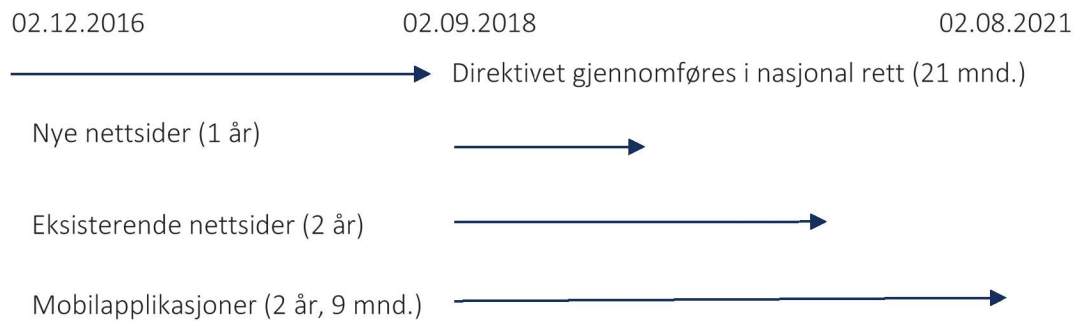 02.12.2016 02.09.2018 02.08.2021
Direktivet gjennomføres i nasjonal rett (21 mnd.)
Nye nettsider (1 år)
Eksisterende nettsider (2 år)
Mobilapplikasjoner (2 år, 9 mnd.)